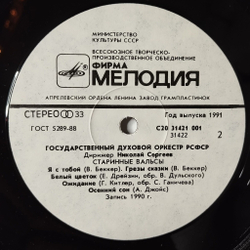 МИНИСТЕРСТВО
КУЛЬТУРЫ СССР
ВСЕСОЮЗНОЕ ТВОРЧЕСКО-
ПРОИЗВОДСТВЕННОЕ ОБЪЕДИНЕНИЕ
ФИРМА
МЕЛОДИЯ
АПРЕЛЕВСКИЙ ОРДЕНА ЛЕНИНА ЗАВОД ГРАМПЛАСТИНОК
СТЕРЕО 33
Год выпуска 1991
ГОСТ 5289-88
С20 31421 001
31422
2
ГОСУДАРСТВЕННЫЙ ДУХОВОЙ ОРКЕСТР РСФСР
Дирижер Николай Сергеев
СТАРИННЫЕ ВАЛЬСЫ
Я с тобой (В. Беккер). Грезы сказки (В. Беккер)
Белый цветок (Е. Дрейзин, обр. В. Дульского)
Ожидание (Г. Китлер, обр. С. Ганичева)
Осенний сон (А. Джойс)
Запись 1990 г.